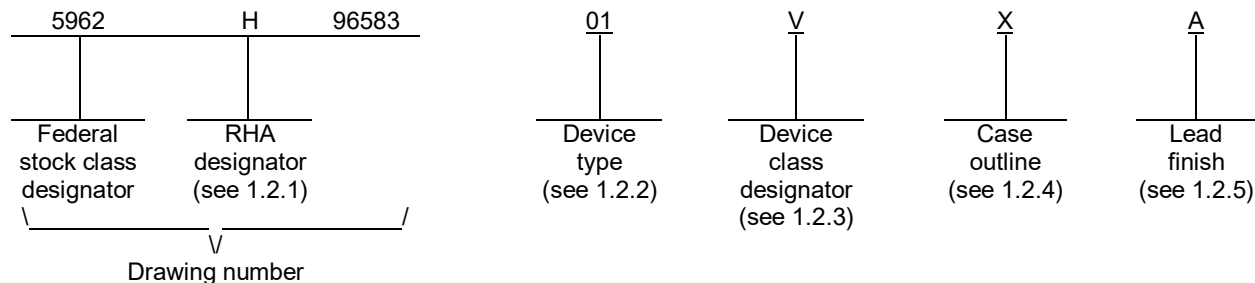 5962 H 96583 01 V X A
Federal stock class designator
RHA designator (see 1.2.1)
Device type (see 1.2.2)
Device class designator (see 1.2.3)
Case outline (see 1.2.4)
Lead finish (see 1.2.5)
Drawing number